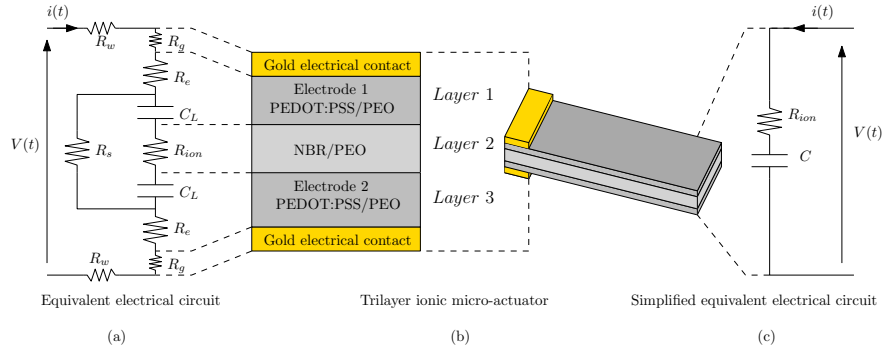 i(t)
R_w
R_g
R_e
C_L
V(t)
R_s
R_ion
C_L
R_e
R_w
R_g
Equivalent electrical circuit
(a)
Gold electrical contact
Electrode 1
PEDOT:PSS/PEO
NBR/PEO
Electrode 2
PEDOT:PSS/PEO
Gold electrical contact
Layer 1
Layer 2
Layer 3
Trilayer ionic micro-actuator
(b)
i(t)
R_ion
V(t)
C
Simplified equivalent electrical circuit
(c)